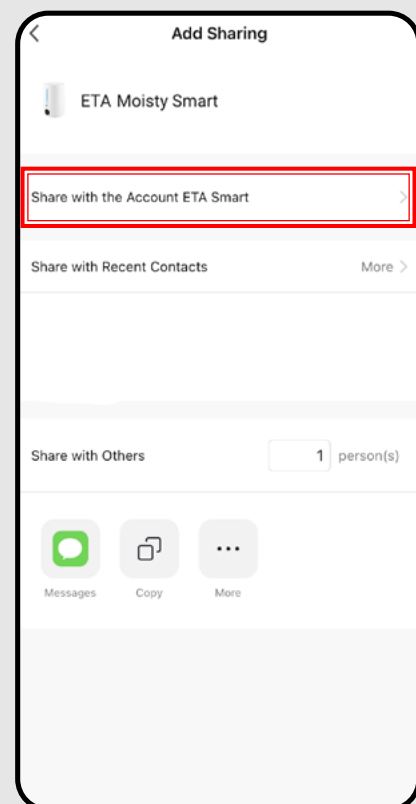 Add Sharing
ETA Moisty Smart
Share with the Account ETA Smart
Share with Recent Contacts More
Share with Others 1 person(s)
Messages Copy More